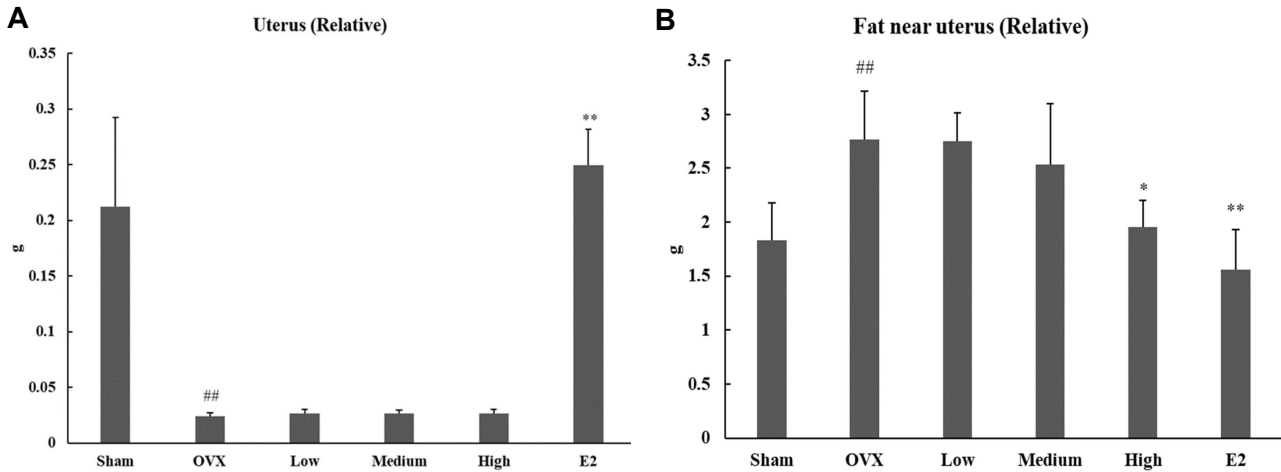 A
Uterus (Relative)
0.35
0.3
0.25
0.2
0.15
0.1
0.05
0
g
##
**
Sham OVX Low Medium High E2
B
Fat near uterus (Relative)
3.5
3
2.5
2
1.5
1
0.5
0
g
##
*
**
Sham OVX Low Medium High E2